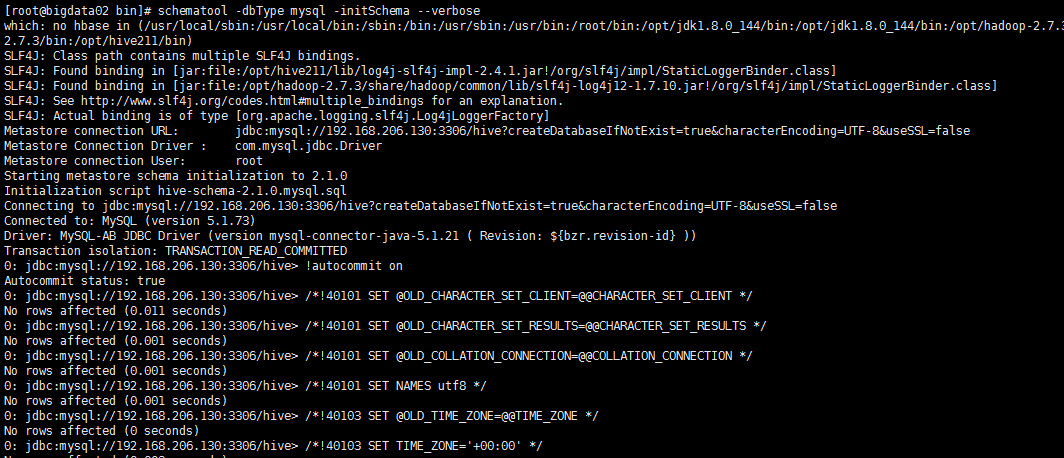 [root@bigdata02 bin]# schematool -dbType mysql -initSchema --verbose
which: no hbase in (/usr/local/sbin:/usr/local/bin:/sbin:/bin:/usr/sbin:/usr/bin:/root/bin:/opt/jdk1.8.0_144/bin:/opt/jdk1.8.0_144/bin:/opt/hadoop-2.7.3
2.7.3/bin:/opt/hive211/bin)
SLF4J: Class path contains multiple SLF4J bindings.
SLF4J: Found binding in [jar:file:/opt/hive211/lib/log4j-slf4j-impl-2.4.1.jar!/org/slf4j/impl/StaticLoggerBinder.class]
SLF4J: Found binding in [jar:file:/opt/hadoop-2.7.3/share/hadoop/common/lib/slf4j-log4j12-1.7.10.jar!/org/slf4j/impl/StaticLoggerBinder.class]
SLF4J: See http://www.slf4j.org/codes.html#multiple_bindings for an explanation.
SLF4J: Actual binding is of type [org.apache.logging.slf4j.Log4jLoggerFactory]
Metastore connection URL: jdbc:mysql://192.168.206.130:3306/hive?createDatabaseIfNotExist=true&characterEncoding=UTF-8&useSSL=false
Metastore Connection Driver : com.mysql.jdbc.Driver
Metastore connection User: root
Starting metastore schema initialization to 2.1.0
Initialization script hive-schema-2.1.0.mysql.sql
Connecting to jdbc:mysql://192.168.206.130:3306/hive?createDatabaseIfNotExist=true&characterEncoding=UTF-8&useSSL=false
Connected to: MySQL (version 5.1.73)
Driver: MySQL-AB JDBC Driver (version mysql-connector-java-5.1.21 ( Revision: ${bzr.revision-id} ))
Transaction isolation: TRANSACTION_READ_COMMITTED
0: jdbc:mysql://192.168.206.130:3306/hive> !autocommit on
Autocommit status: true
0: jdbc:mysql://192.168.206.130:3306/hive> /*!40101 SET @OLD_CHARACTER_SET_CLIENT=@@CHARACTER_SET_CLIENT */
No rows affected (0.011 seconds)
0: jdbc:mysql://192.168.206.130:3306/hive> /*!40101 SET @OLD_CHARACTER_SET_RESULTS=@@CHARACTER_SET_RESULTS */
No rows affected (0.001 seconds)
0: jdbc:mysql://192.168.206.130:3306/hive> /*!40101 SET @OLD_COLLATION_CONNECTION=@@COLLATION_CONNECTION */
No rows affected (0.001 seconds)
0: jdbc:mysql://192.168.206.130:3306/hive> /*!40101 SET NAMES utf8 */
No rows affected (0.001 seconds)
0: jdbc:mysql://192.168.206.130:3306/hive> /*!40103 SET @OLD_TIME_ZONE=@@TIME_ZONE */
No rows affected (0 seconds)
0: jdbc:mysql://192.168.206.130:3306/hive> /*!40103 SET TIME_ZONE='+00:00' */